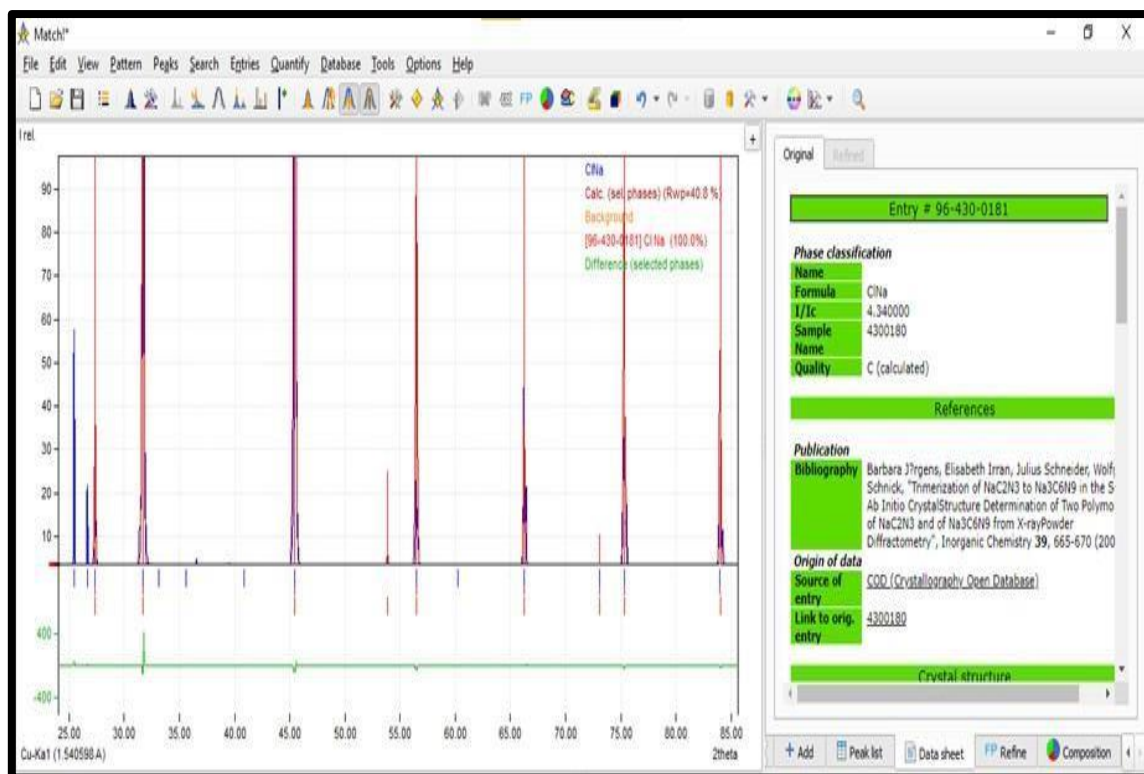 Match!*
File Edit View Pattern Peaks Search Entries Quantify Database Tools Options Help
FP
I rel.
90
80
70
60
50
40
30
20
10
400
-400
25.00 30.00 35.00 40.00 45.00 50.00 55.00 60.00 65.00 70.00 75.00 80.00 85.00
Cu-Ka1 (1.540598 A) 2theta
ClNa
Calc. (sel. phases) (Rwp=40.8 %)
Background
[96-430-0181] Cl Na (100.0%)
Difference (selected phases)
Original Refined
Entry # 96-430-0181
Phase classification
Name
Formula ClNa
I/Ic 4.340000
Sample Name 4300180
Quality C (calculated)
References
Publication
Bibliography Barbara J?rgens, Elisabeth Irran, Julius Schneider, Wolf
Schnick, "Trimerization of NaC2N3 to Na3C6N9 in the S
Ab Initio CrystalStructure Determination of Two Polymo
of NaC2N3 and of Na3C6N9 from X-rayPowder
Diffractometry", Inorganic Chemistry 39, 665-670 (200
Origin of data
Source of entry COD (Crystallography Open Database)
Link to orig. entry 4300180
Crystal structure
Add Peak list Data sheet FP Refine Composition